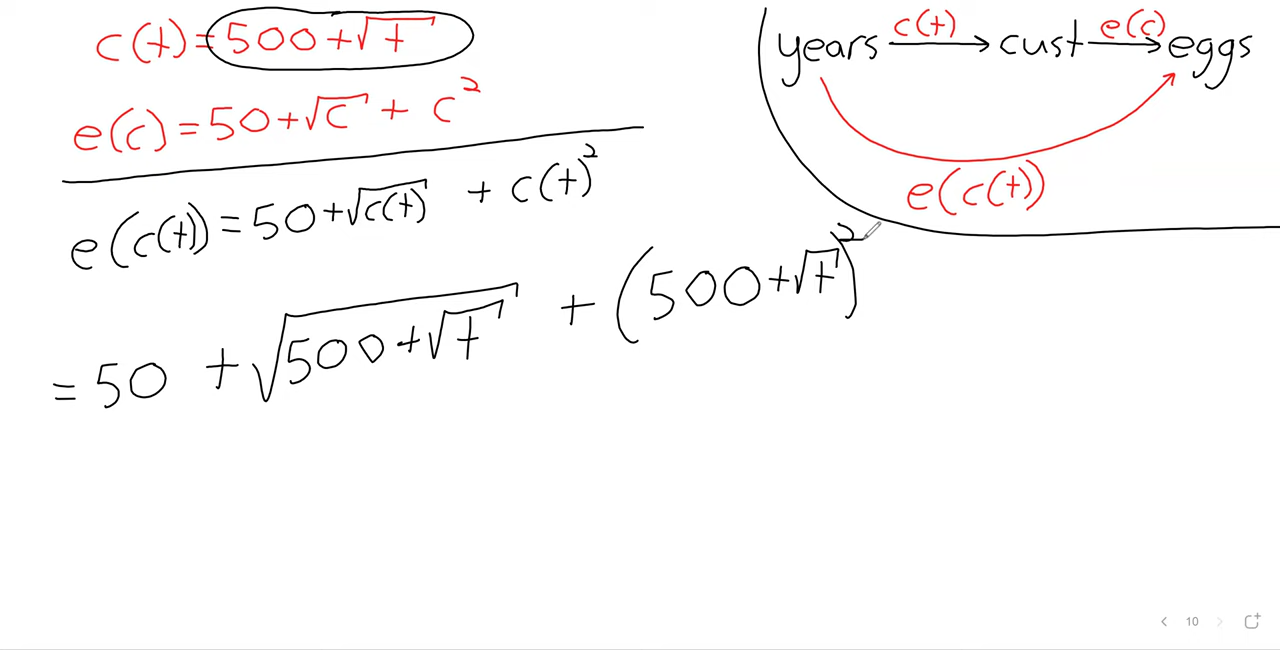 c(t)=500+√t
e(c)=50+√c + c²
e(c(t))=50+√c(t) + c(t)²
=50 +√(500+√t) + (500+√t)²
c(t) e(c)
years → cust → eggs
e(c(t))
10